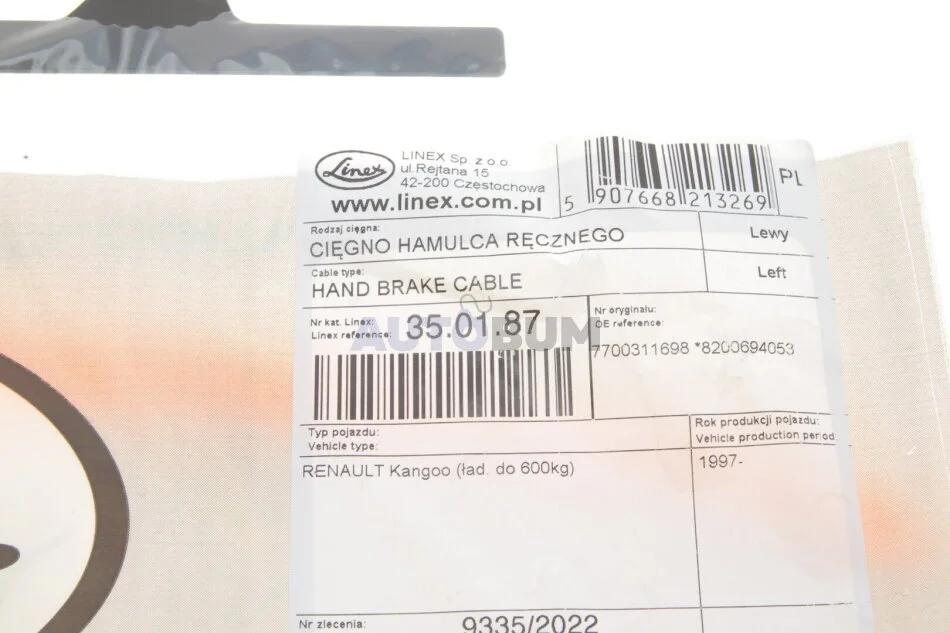 Linex
LINEX Sp. z o.o.
ul.Rejtana 15
42-200 Częstochowa
www.linex.com.pl
5 907668 213269
PL
Rodzaj cięgna:
CIĘGNO HAMULCA RĘCZNEGO
Lewy
Cable type:
HAND BRAKE CABLE
Left
Nr kat. Linex:
Linex reference:
35.01.87
Nr oryginału:
OE reference:
7700311698 *8200694053
AUTOBUM
Typ pojazdu:
Vehicle type:
Rok produkcji pojazdu:
Vehicle production period
RENAULT Kangoo (ład. do 600kg)
1997-
Nr zlecenia:
9335/2022